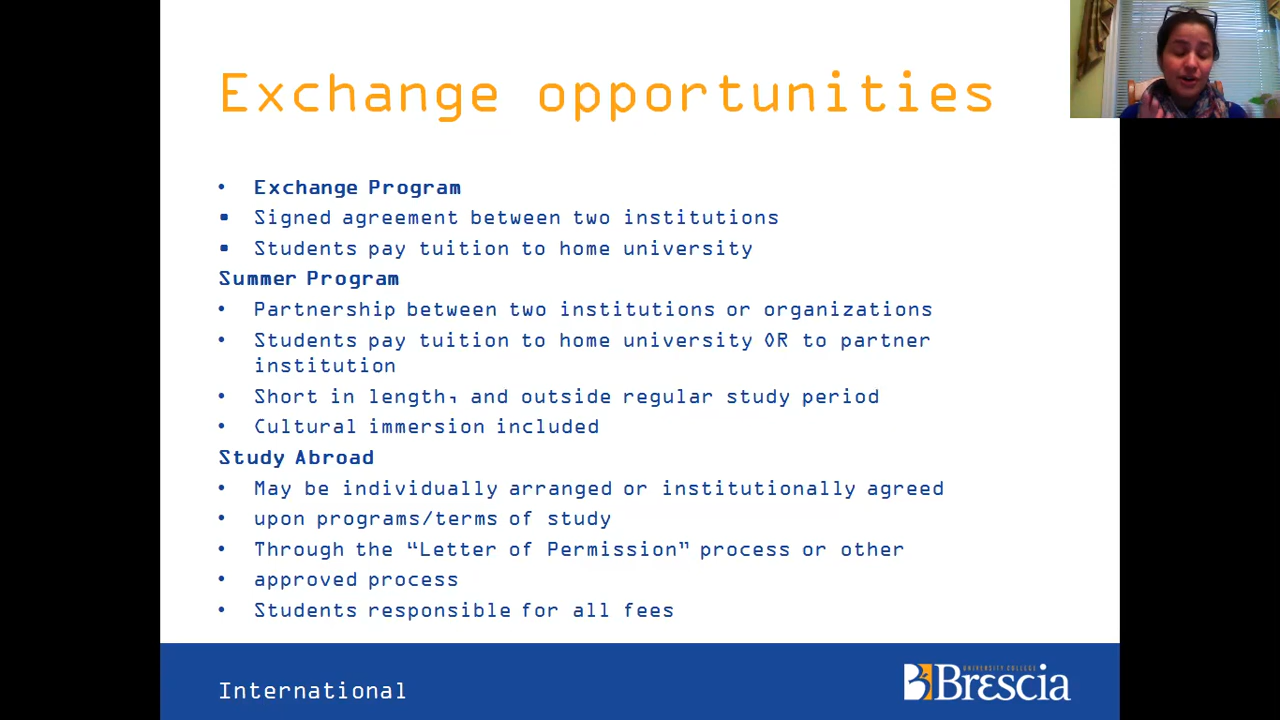 Exchange opportunities
• Exchange Program
▪ Signed agreement between two institutions
▪ Students pay tuition to home university
Summer Program
• Partnership between two institutions or organizations
• Students pay tuition to home university OR to partner
institution
• Short in length, and outside regular study period
• Cultural immersion included
Study Abroad
• May be individually arranged or institutionally agreed
• upon programs/terms of study
• Through the “Letter of Permission” process or other
• approved process
• Students responsible for all fees
International
UNIVERSITY COLLEGE
Brescia